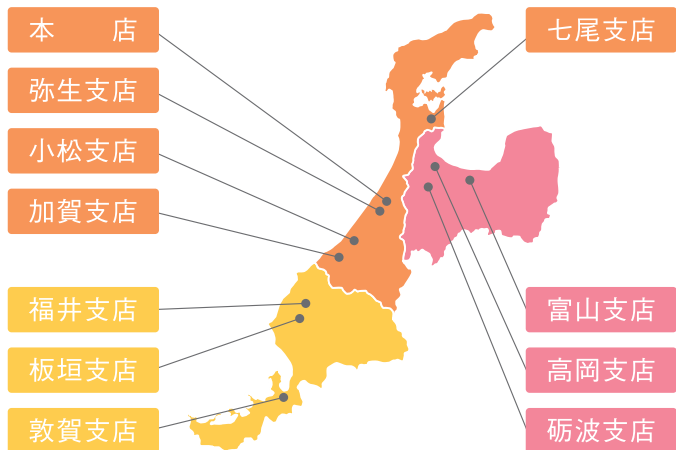 本　　店
弥生支店
小松支店
加賀支店
福井支店
板垣支店
敦賀支店
七尾支店
富山支店
高岡支店
砺波支店